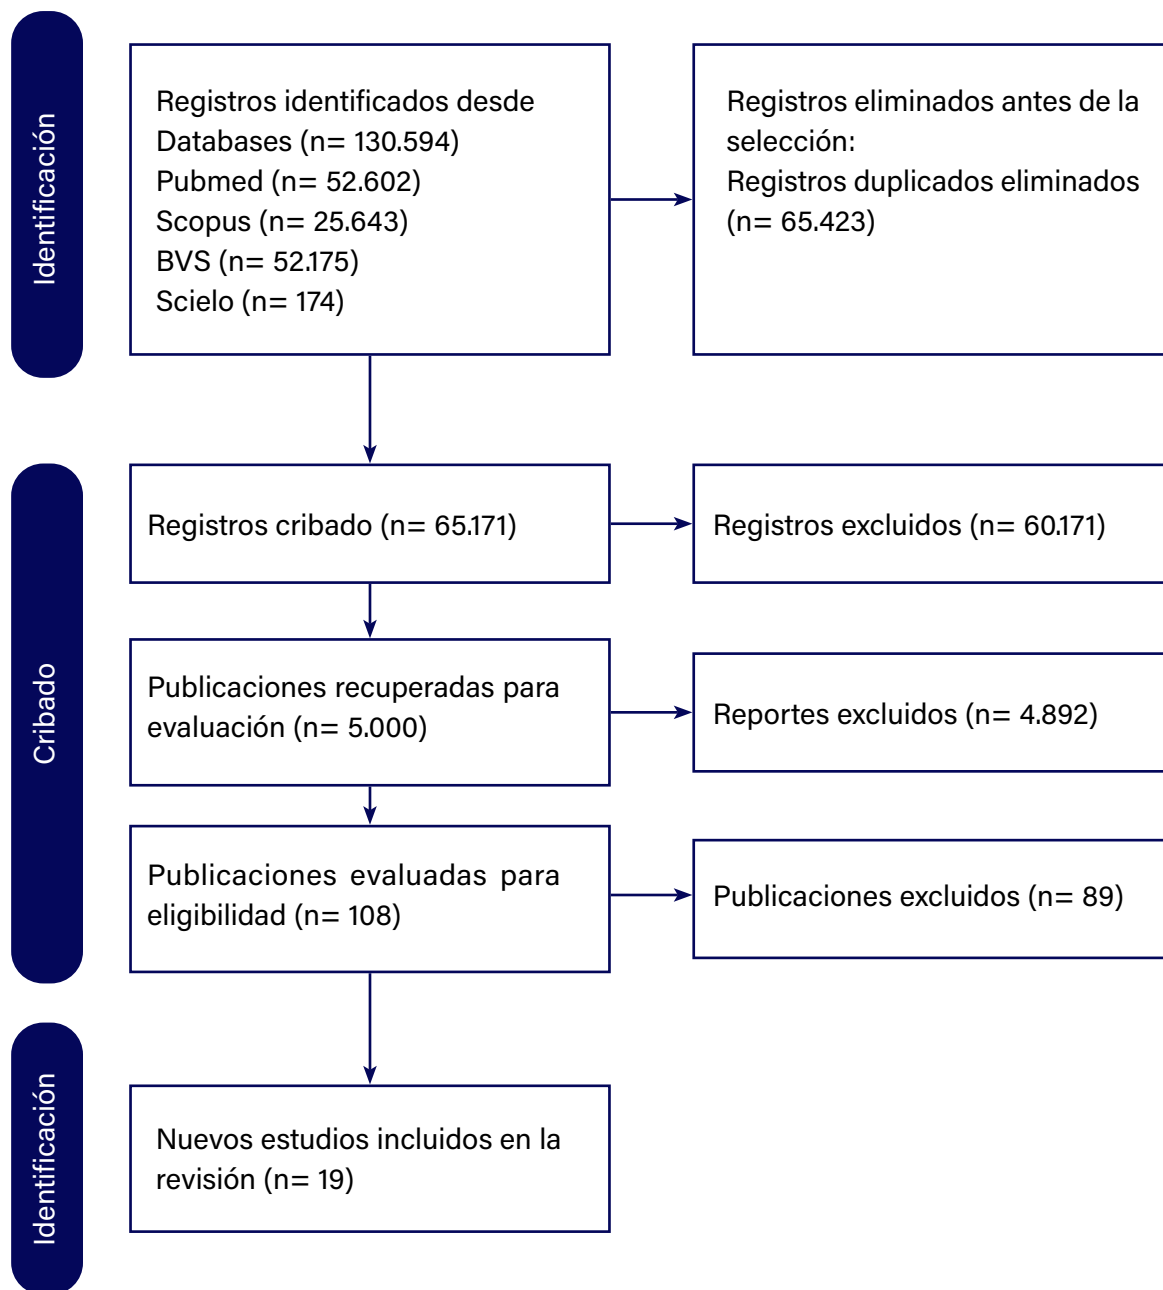 Identificación
Registros identificados desde
Databases (n= 130.594)
Pubmed (n= 52.602)
Scopus (n= 25.643)
BVS (n= 52.175)
Scielo (n= 174)
Registros eliminados antes de la
selección:
Registros duplicados eliminados
(n= 65.423)
Cribado
Registros cribado (n= 65.171)
Registros excluidos (n= 60.171)
Publicaciones recuperadas para
evaluación (n= 5.000)
Reportes excluidos (n= 4.892)
Publicaciones evaluadas para
eligibilidad (n= 108)
Publicaciones excluidos (n= 89)
Identificación
Nuevos estudios incluidos en la
revisión (n= 19)